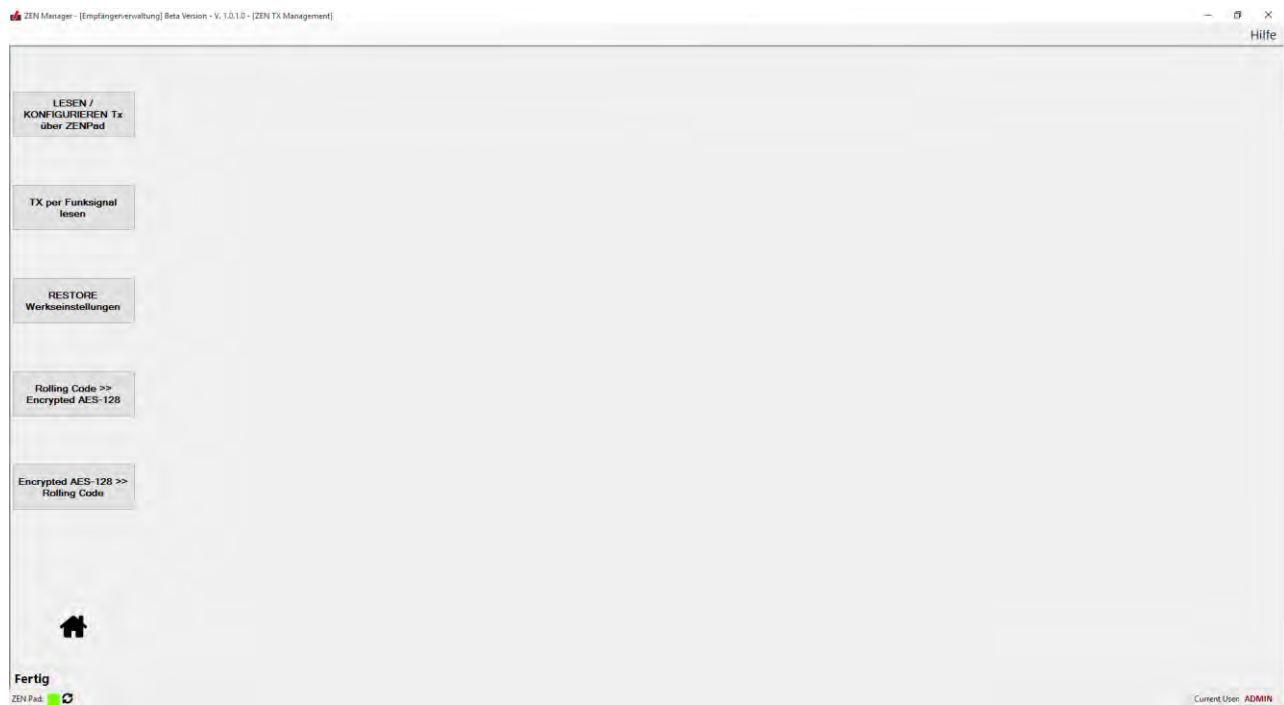 ZEN Manager - [Empfängerverwaltung] Beta Version - V. 1.0.1.0 - [ZEN TX Management]
Hilfe
LESEN /
KONFIGURIEREN Tx
über ZENPad
TX per Funksignal
lesen
RESTORE
Werkseinstellungen
Rolling Code >>
Encrypted AES-128
Encrypted AES-128 >>
Rolling Code
Fertig
ZEN Pad:
Current User: ADMIN